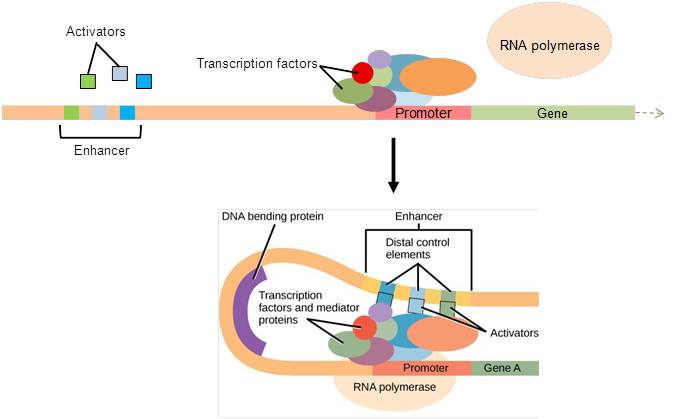 Activators
RNA polymerase
Transcription factors
Promoter
Gene
Enhancer
DNA bending protein
Enhancer
Distal control
elements
Transcription
factors and mediator
proteins
Activators
Promoter
Gene A
RNA polymerase